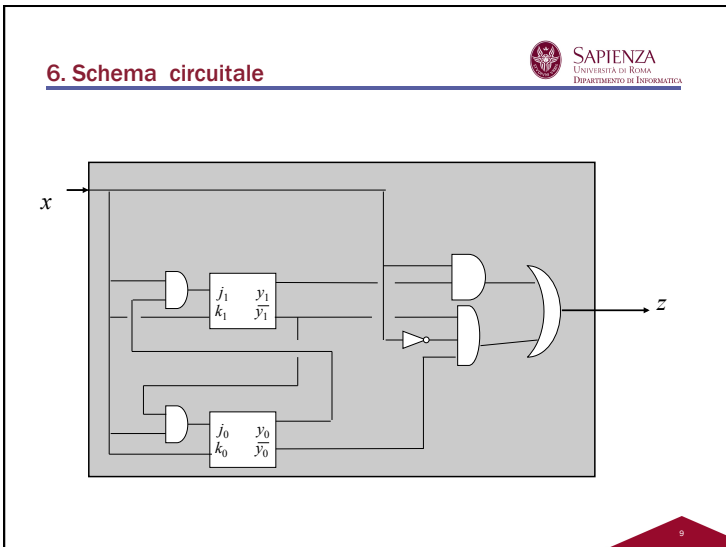 6. Schema circuitale
SAPIENZA
UNIVERSITÀ DI ROMA
DIPARTIMENTO DI INFORMATICA
x
j₁ y₁
k₁ y̅₁
z
j₀ y₀
k₀ y̅₀
9